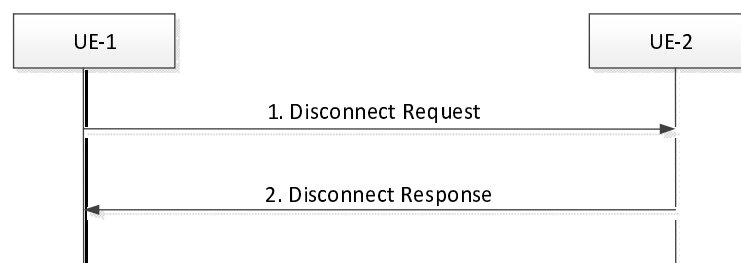 UE-1
UE-2
1. Disconnect Request
2. Disconnect Response